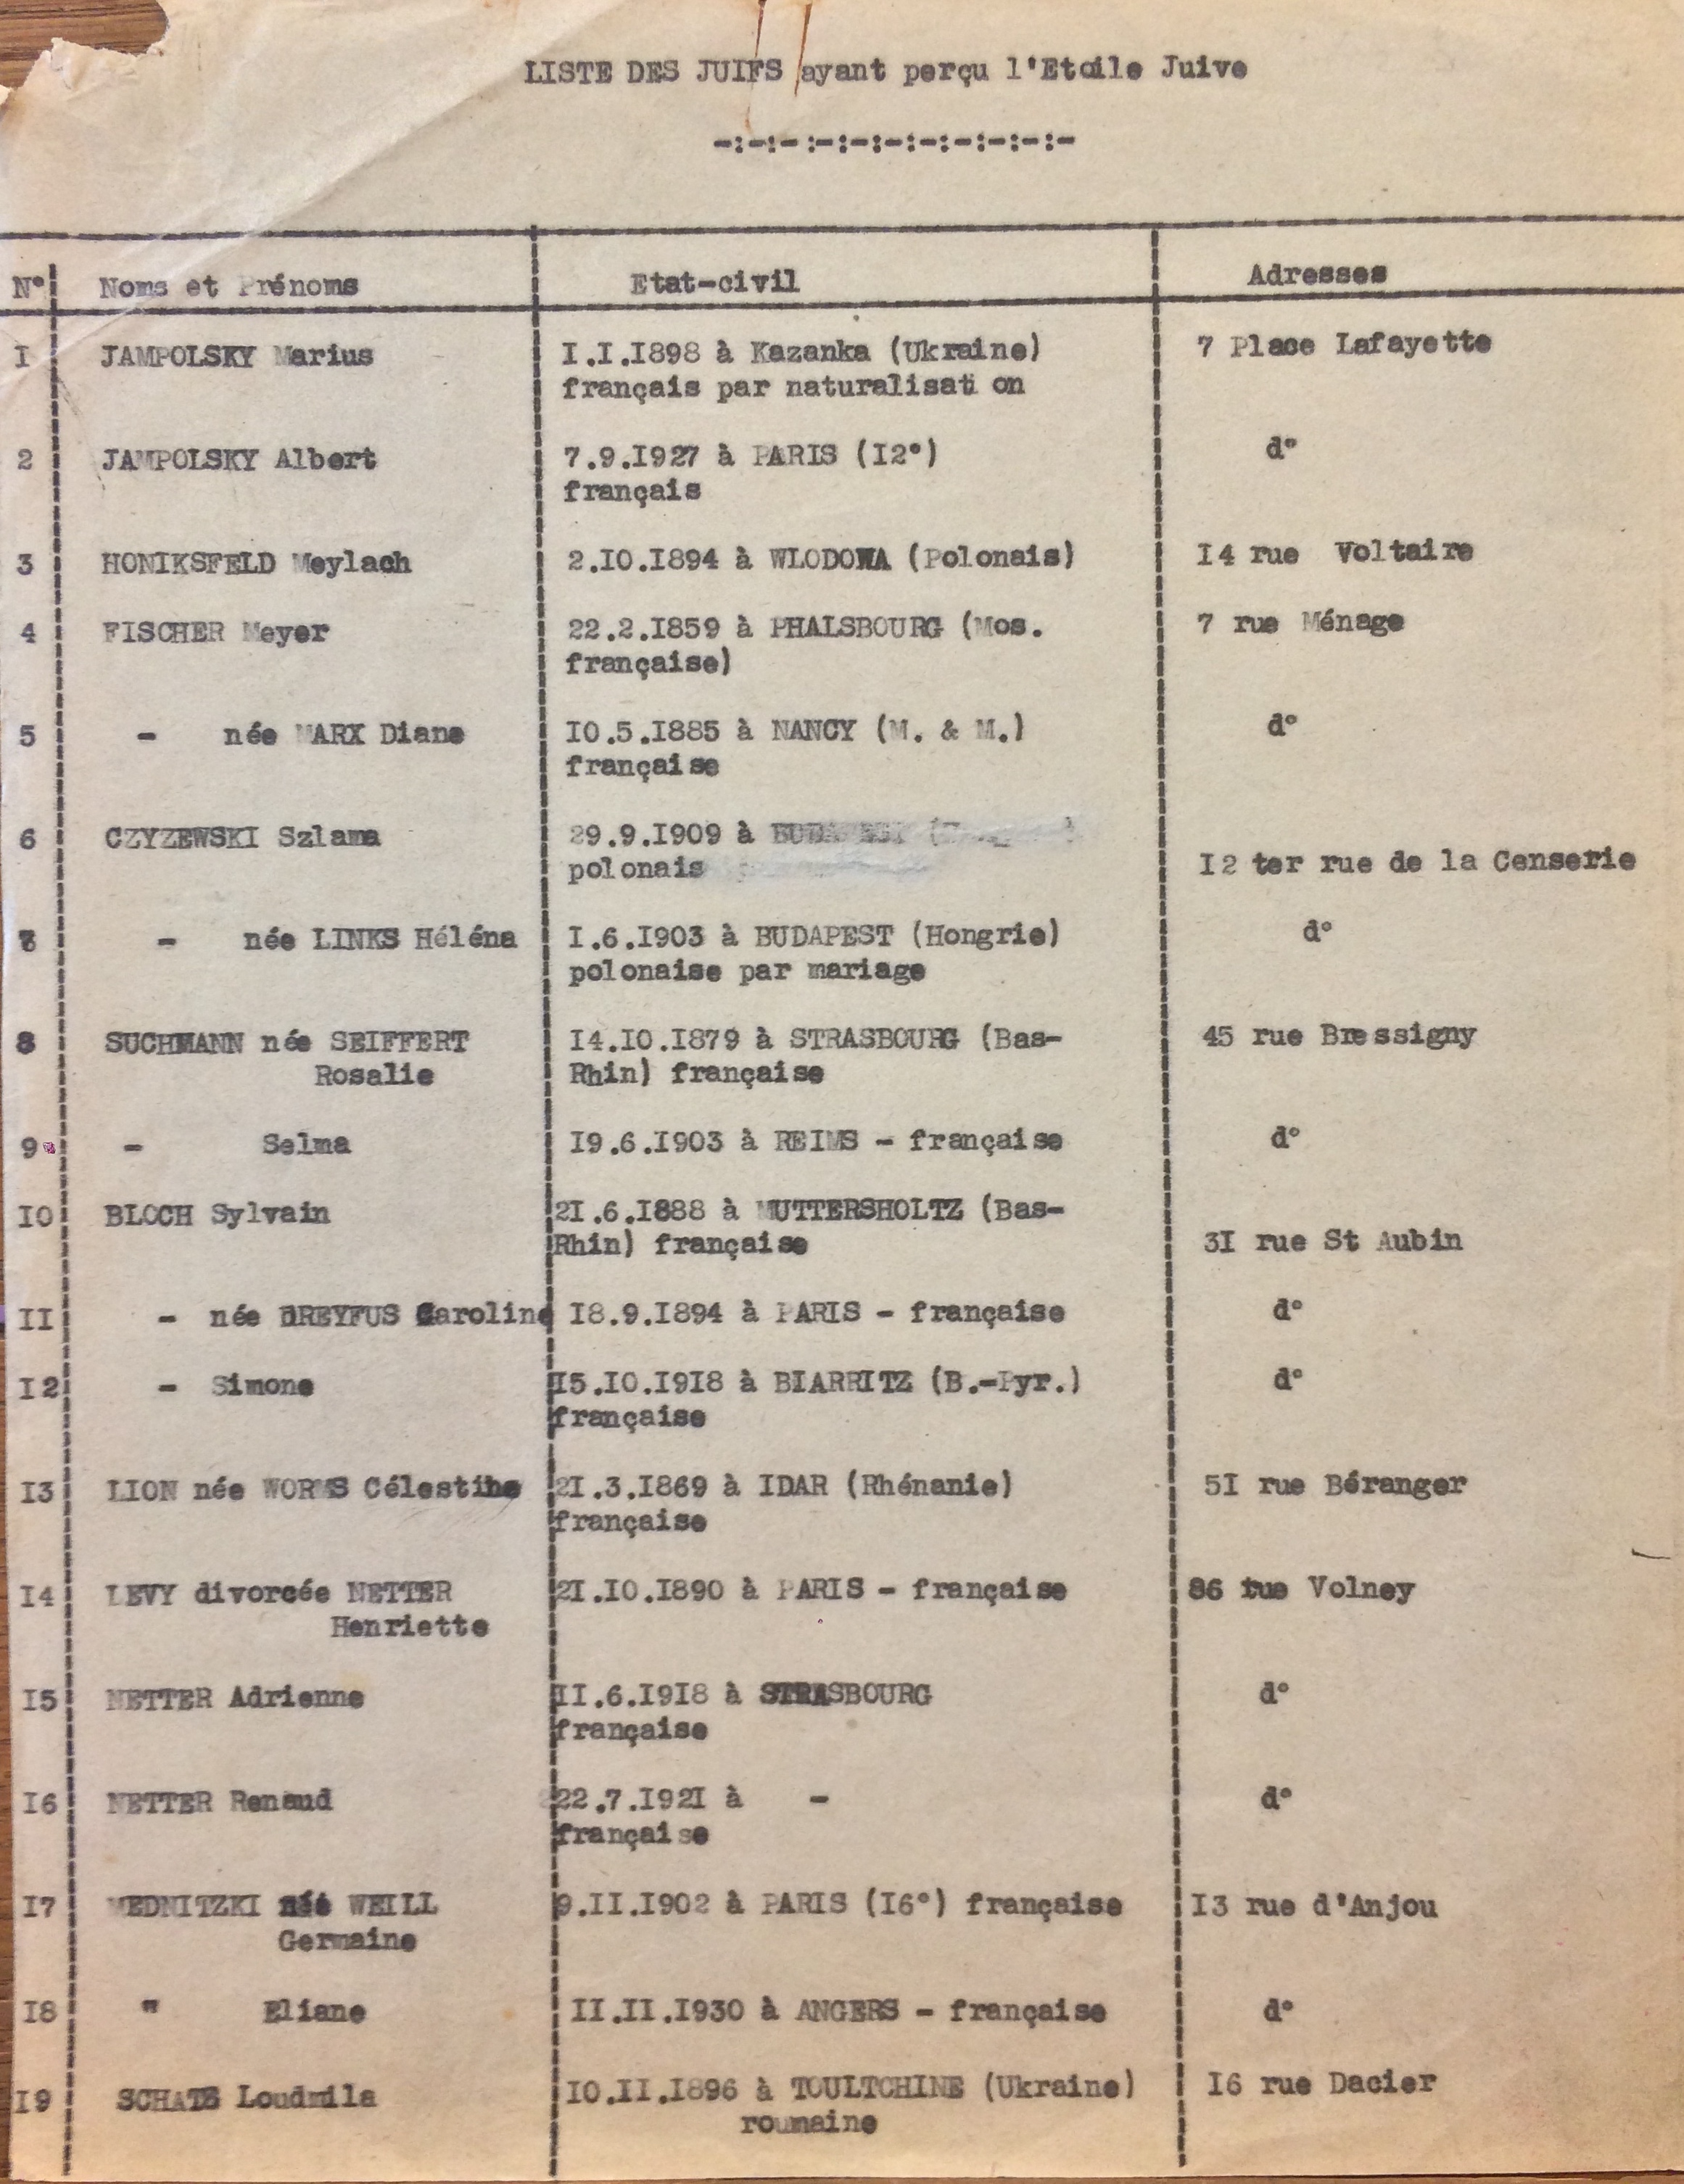 LISTE DES JUIFS ayant perçu l'Etoile Juive
-:-:-:-:-:-:-:-:-:-:-:-
N° Noms et Prénoms Etat-civil Adresses
I JAMPOLSKY Marius I.I.I898 à Kazanka (Ukraine) 7 Place Lafayette
français par naturalisati on
2 JAMPOLSKY Albert 7.9.I927 à PARIS (I2°) d°
français
3 HONIKSFELD Meylach 2.IO.I894 à WLODOWA (Polonais) I4 rue Voltaire
4 FISCHER Meyer 22.2.I859 à PHALSBOURG (Mos. 7 rue Ménage
française)
5 - née MARX Diane IO.5.I885 à NANCY (M. & M.) d°
française
6 CZYZEWSKI Szlama 29.9.I909 à BUDAPEST
polonais I2 ter rue de la Censerie
7 - née LINKS Héléna I.6.I903 à BUDAPEST (Hongrie) d°
polonaise par mariage
8 SUCHMANN née SEIFFERT I4.IO.I879 à STRASBOURG (Bas- 45 rue Bressigny
Rosalie Rhin) française
9 - Selma I9.6.I903 à REIMS - française d°
IO BLOCH Sylvain 2I.6.I888 à MUTTERSHOLTZ (Bas-
Rhin) française 3I rue St Aubin
II - née DREYFUS Caroline I8.9.I894 à PARIS - française d°
I2 - Simone I5.IO.I9I8 à BIARRITZ (B.-Pyr.) d°
française
I3 LION née WORMS Célestine 2I.3.I869 à IDAR (Rhénanie) 5I rue Béranger
française
I4 LEVY divorcée NETTER 2I.IO.I890 à PARIS - française 86 rue Volney
Henriette
I5 NETTER Adrienne II.6.I9I8 à STRASBOURG d°
française
I6 NETTER Renaud 22.7.I92I à - d°
française
I7 MEDNITZKI née WEILL 9.II.I902 à PARIS (I6°) française I3 rue d'Anjou
Germaine
I8 " Eliane II.II.I930 à ANGERS - française d°
I9 SCHATS Loudmila IO.II.I896 à TOULTCHINE (Ukraine) I6 rue Dacier
roumaine